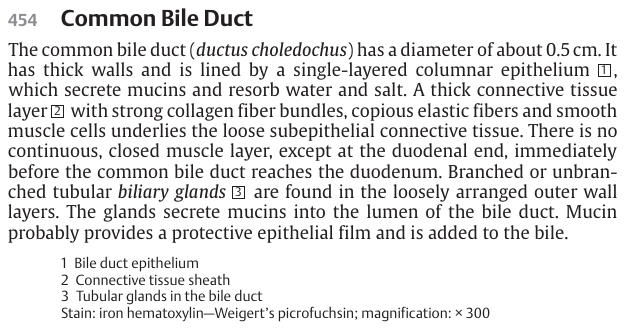 454 Common Bile Duct
The common bile duct (ductus choledochus) has a diameter of about 0.5 cm. It
has thick walls and is lined by a single-layered columnar epithelium 1,
which secrete mucins and resorb water and salt. A thick connective tissue
layer 2 with strong collagen fiber bundles, copious elastic fibers and smooth
muscle cells underlies the loose subepithelial connective tissue. There is no
continuous, closed muscle layer, except at the duodenal end, immediately
before the common bile duct reaches the duodenum. Branched or unbran-
ched tubular biliary glands 3 are found in the loosely arranged outer wall
layers. The glands secrete mucins into the lumen of the bile duct. Mucin
probably provides a protective epithelial film and is added to the bile.
1 Bile duct epithelium
2 Connective tissue sheath
3 Tubular glands in the bile duct
Stain: iron hematoxylin—Weigert's picrofuchsin; magnification: × 300